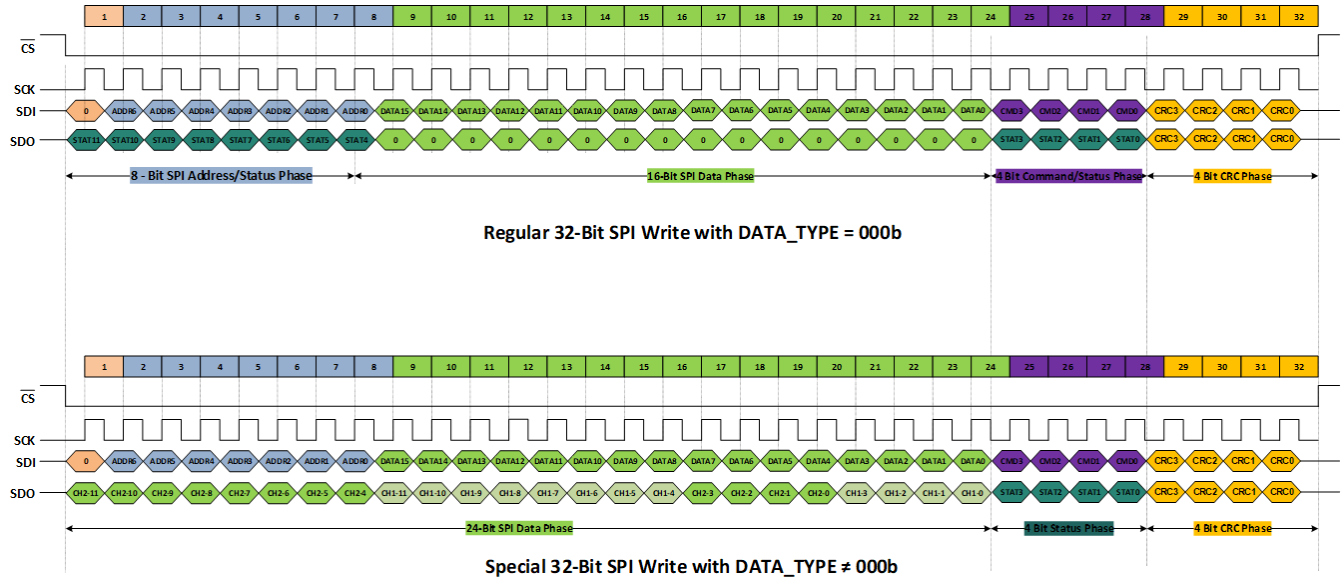 1 2 3 4 5 6 7 8 9 10 11 12 13 14 15 16 17 18 19 20 21 22 23 24 25 26 27 28 29 30 31 32
CS
SCK
SDI 0 ADDR6 ADDR5 ADDR4 ADDR3 ADDR2 ADDR1 ADDR0 DATA15 DATA14 DATA13 DATA12 DATA11 DATA10 DATA9 DATA8 DATA7 DATA6 DATA5 DATA4 DATA3 DATA2 DATA1 DATA0 CMD3 CMD2 CMD1 CMD0 CRC3 CRC2 CRC1 CRC0
SDO STAT11 STAT10 STAT9 STAT8 STAT7 STAT6 STAT5 STAT4 0 0 0 0 0 0 0 0 0 0 0 0 0 0 0 0 STAT3 STAT2 STAT1 STAT0 CRC3 CRC2 CRC1 CRC0
8 - Bit SPI Address/Status Phase 16-Bit SPI Data Phase 4 Bit Command/Status Phase 4 Bit CRC Phase
Regular 32-Bit SPI Write with DATA_TYPE = 000b
1 2 3 4 5 6 7 8 9 10 11 12 13 14 15 16 17 18 19 20 21 22 23 24 25 26 27 28 29 30 31 32
CS
SCK
SDI 0 ADDR6 ADDR5 ADDR4 ADDR3 ADDR2 ADDR1 ADDR0 DATA15 DATA14 DATA13 DATA12 DATA11 DATA10 DATA9 DATA8 DATA7 DATA6 DATA5 DATA4 DATA3 DATA2 DATA1 DATA0 CMD3 CMD2 CMD1 CMD0 CRC3 CRC2 CRC1 CRC0
SDO CH2-11 CH2-10 CH2-9 CH2-8 CH2-7 CH2-6 CH2-5 CH2-4 CH1-11 CH1-10 CH1-9 CH1-8 CH1-7 CH1-6 CH1-5 CH1-4 CH2-3 CH2-2 CH2-1 CH2-0 CH1-3 CH1-2 CH1-1 CH1-0 STAT3 STAT2 STAT1 STAT0 CRC3 CRC2 CRC1 CRC0
24-Bit SPI Data Phase 4 Bit Status Phase 4 Bit CRC Phase
Special 32-Bit SPI Write with DATA_TYPE ≠ 000b